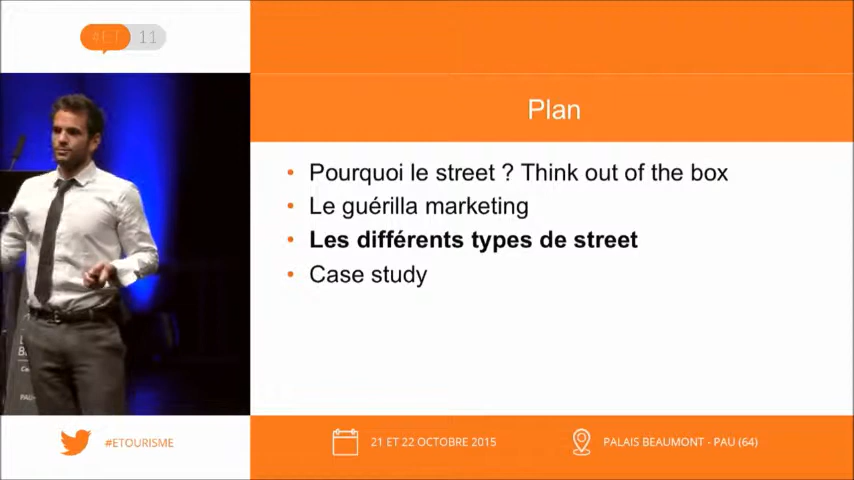 #ET 11
Plan
• Pourquoi le street ? Think out of the box
• Le guérilla marketing
• Les différents types de street
• Case study
#ETOURISME
21 ET 22 OCTOBRE 2015
PALAIS BEAUMONT - PAU (64)